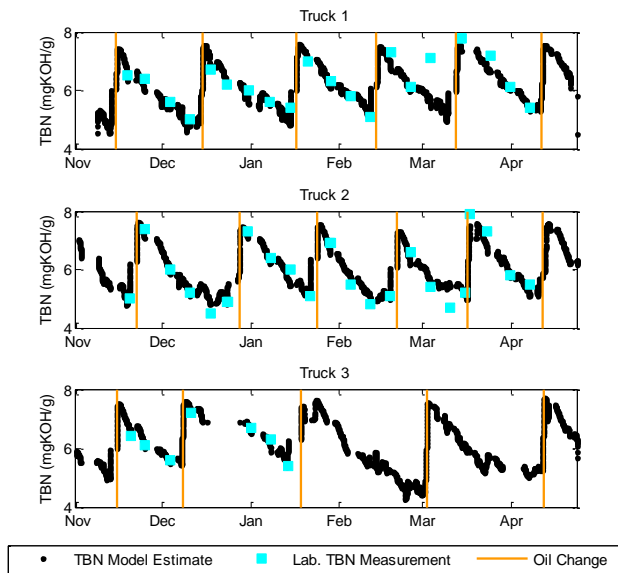 Truck 1
TBN (mgKOH/g)
8
6
4
Nov Dec Jan Feb Mar Apr
Truck 2
TBN (mgKOH/g)
8
6
4
Nov Dec Jan Feb Mar Apr
Truck 3
TBN (mgKOH/g)
8
6
4
Nov Dec Jan Feb Mar Apr
TBN Model Estimate Lab. TBN Measurement Oil Change